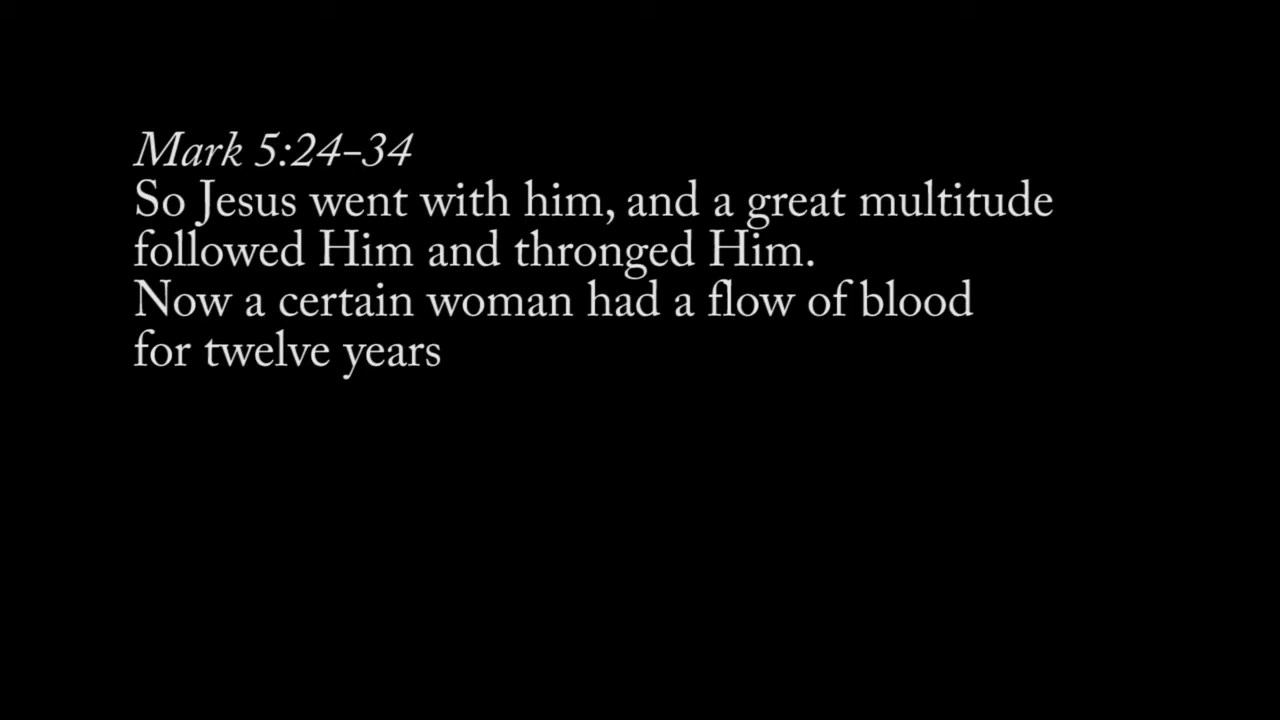 Mark 5:24–34
So Jesus went with him, and a great multitude
followed Him and thronged Him.
Now a certain woman had a flow of blood
for twelve years